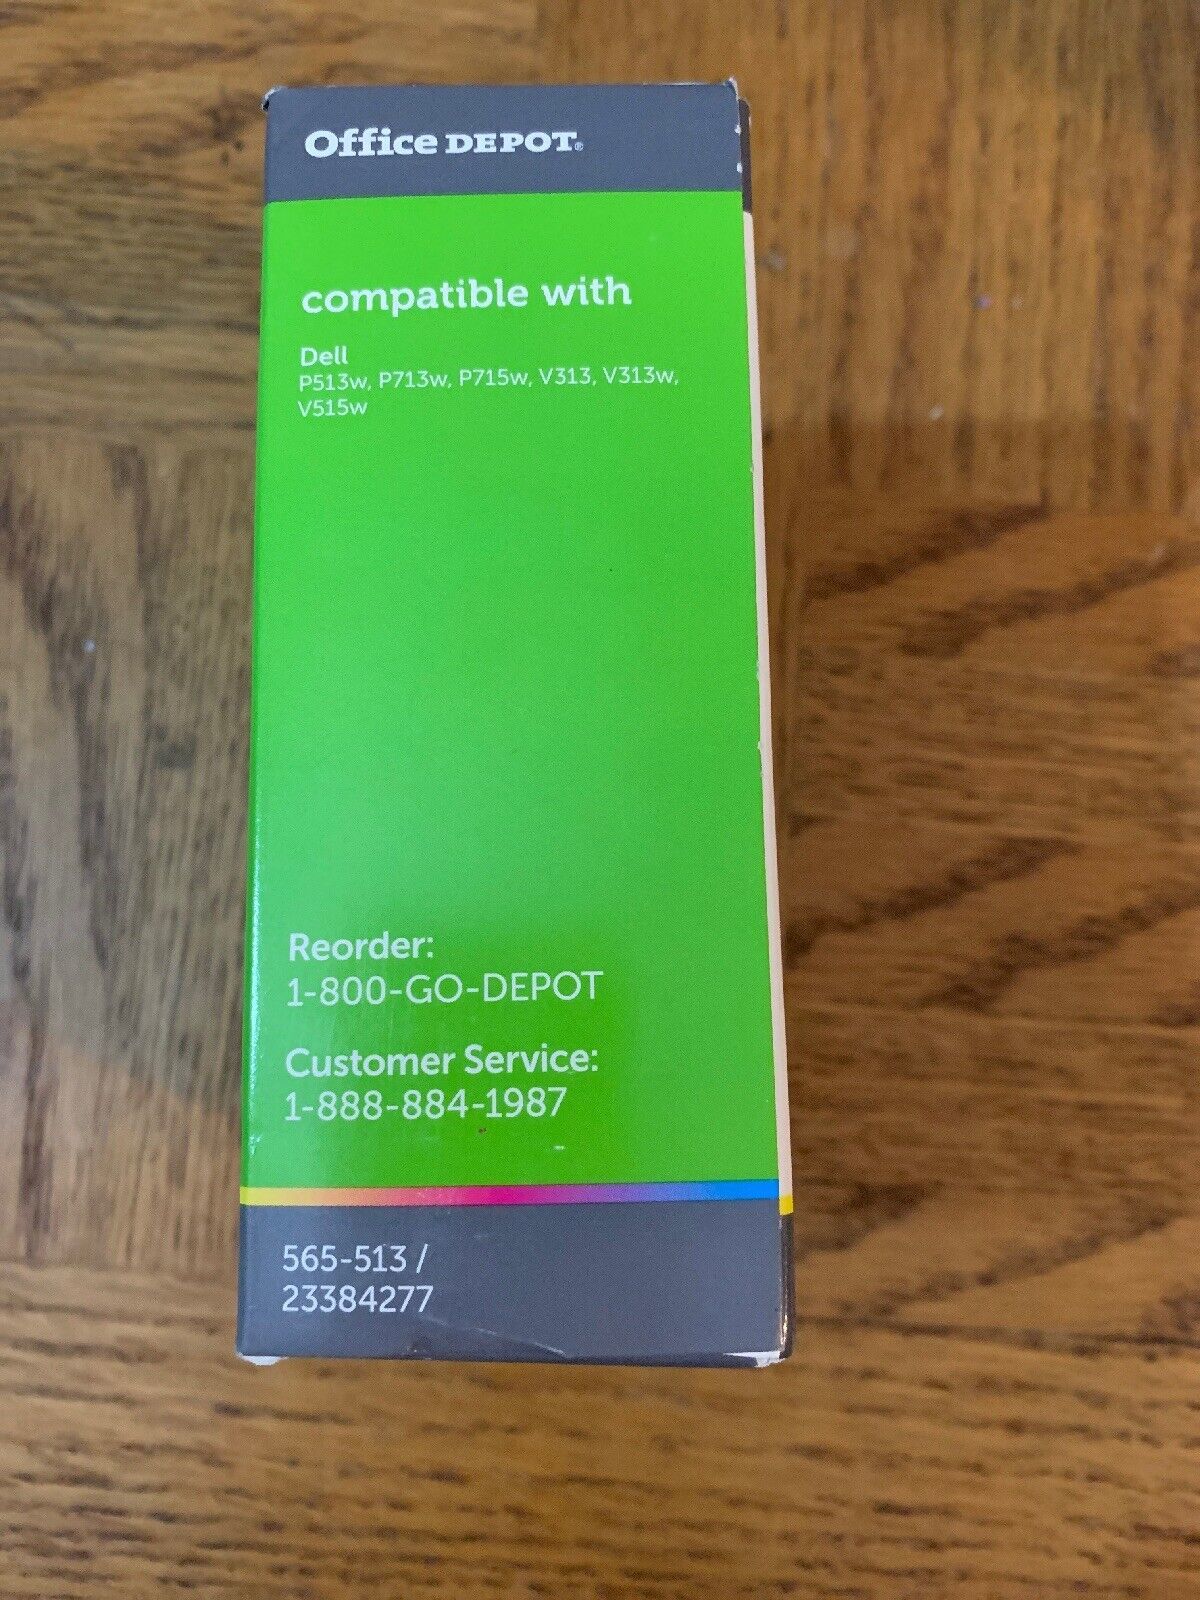 Office DEPOT®
compatible with
Dell
P513w, P713w, P715w, V313, V313w,
V515w
Reorder:
1-800-GO-DEPOT
Customer Service:
1-888-884-1987
565-513 /
23384277